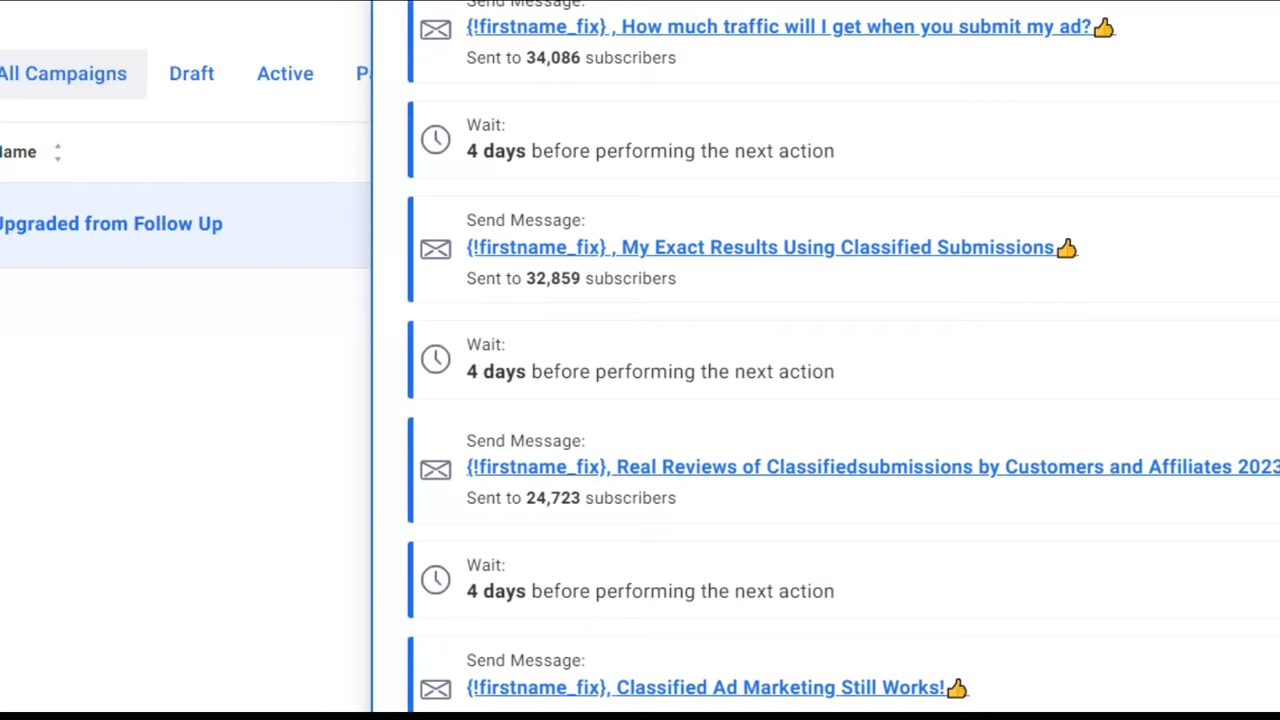 All Campaigns
Draft
Active
Name
Upgraded from Follow Up
Send Message:
{!firstname_fix} , How much traffic will I get when you submit my ad?👍
Sent to 34,086 subscribers
Wait:
4 days before performing the next action
Send Message:
{!firstname_fix} , My Exact Results Using Classified Submissions👍
Sent to 32,859 subscribers
Wait:
4 days before performing the next action
Send Message:
{!firstname_fix}, Real Reviews of Classifiedsubmissions by Customers and Affiliates 2023
Sent to 24,723 subscribers
Wait:
4 days before performing the next action
Send Message:
{!firstname_fix}, Classified Ad Marketing Still Works!👍